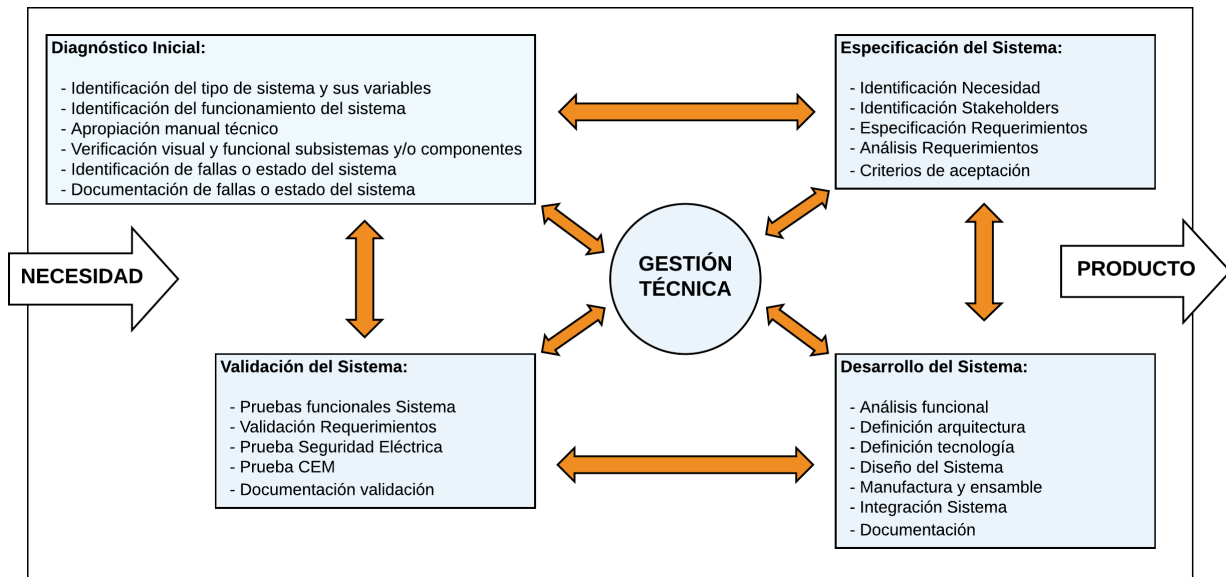 Diagnóstico Inicial:
- Identificación del tipo de sistema y sus variables
- Identificación del funcionamiento del sistema
- Apropiación manual técnico
- Verificación visual y funcional subsistemas y/o componentes
- Identificación de fallas o estado del sistema
- Documentación de fallas o estado del sistema
Especificación del Sistema:
- Identificación Necesidad
- Identificación Stakeholders
- Especificación Requerimientos
- Análisis Requerimientos
- Criterios de aceptación
NECESIDAD
GESTIÓN
TÉCNICA
PRODUCTO
Validación del Sistema:
- Pruebas funcionales Sistema
- Validación Requerimientos
- Prueba Seguridad Eléctrica
- Prueba CEM
- Documentación validación
Desarrollo del Sistema:
- Análisis funcional
- Definición arquitectura
- Definición tecnología
- Diseño del Sistema
- Manufactura y ensamble
- Integración Sistema
- Documentación